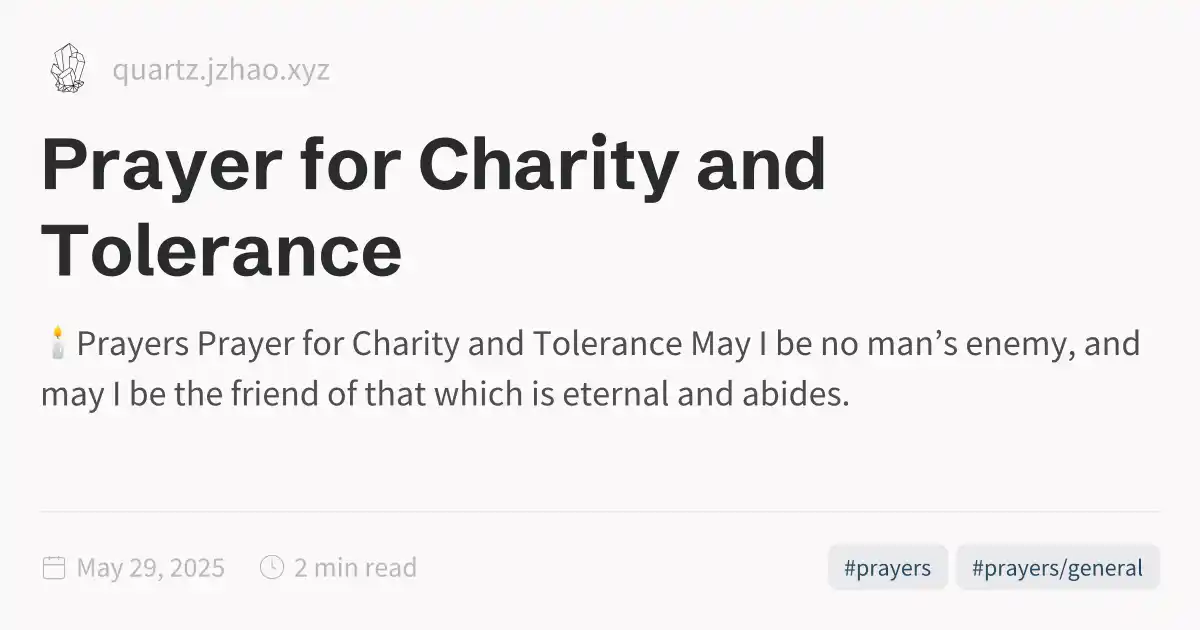 quartz.jzhao.xyz
Prayer for Charity and
Tolerance
🕯️Prayers Prayer for Charity and Tolerance May I be no man’s enemy, and
may I be the friend of that which is eternal and abides.
May 29, 2025 2 min read #prayers #prayers/general